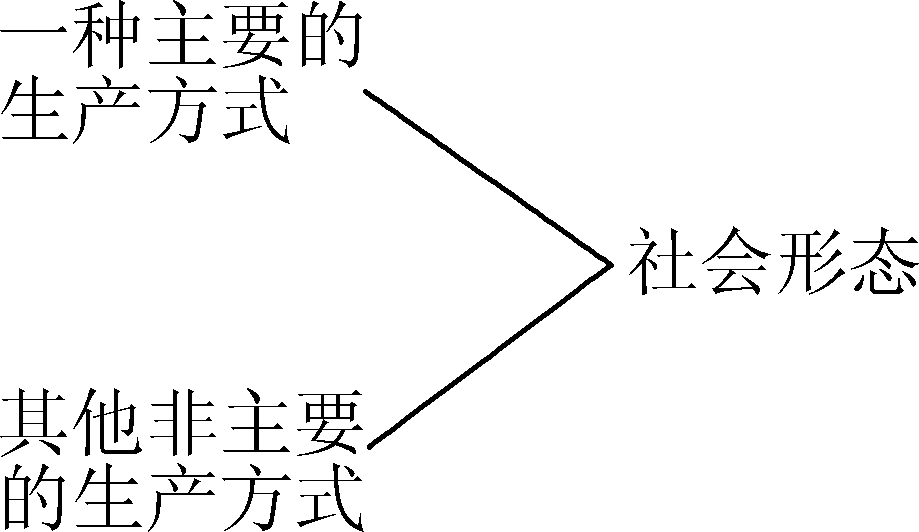 一种主要的
生产方式
社会形态
其他非主要
的生产方式